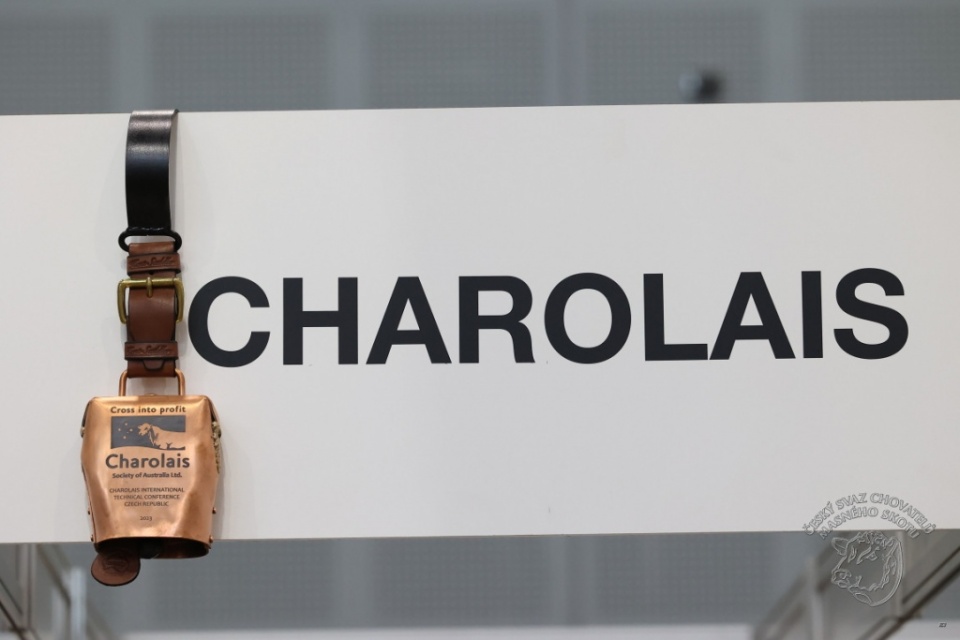 CHAROLAIS
Cross into profit
Charolais
Society of Australia Ltd.
CHAROLAIS INTERNATIONAL
TECHNICAL CONFERENCE
CZECH REPUBLIC
2023
ČESKÝ SVAZ CHOVATELŮ
MASNÉHO SKOTU